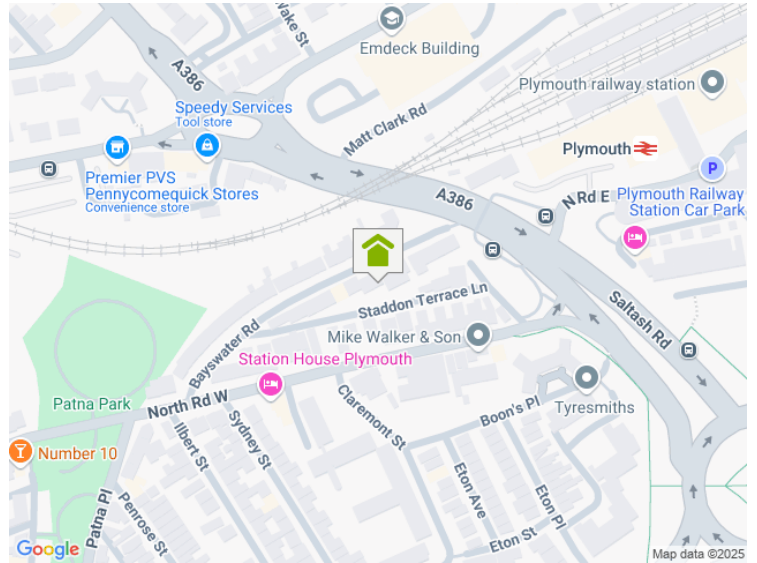 Wake St
Emdeck Building
A386
Plymouth railway station
Speedy Services
Tool store
Matt Clark Rd
Plymouth
Premier PVS
Pennycomequick Stores
Convenience store
A386
N Rd E
P
Plymouth Railway
Station Car Park
Staddon Terrace Ln
Saltash Rd
Bayswater Rd
Mike Walker & Son
Station House Plymouth
Patna Park
North Rd W
Claremont St
Boon's Pl
Tyresmiths
Number 10
Ilbert St
Sydney St
Eton Ave
Eton Pl
Penrose St
Patna Pl
Eton St
Google
Map data ©2025